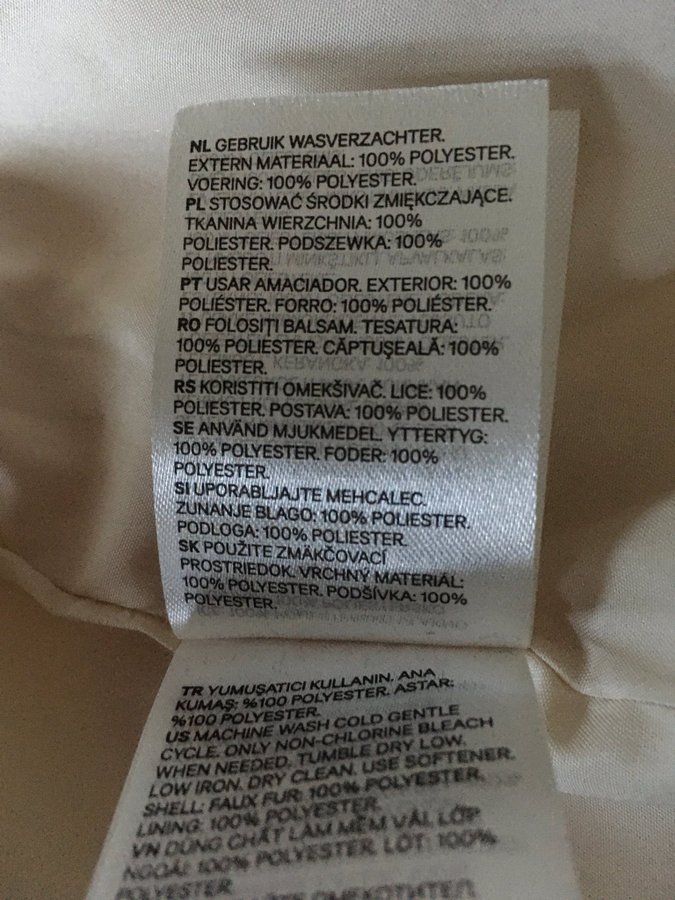 NL GEBRUIK WASVERZACHTER.
EXTERN MATERIAAL: 100% POLYESTER.
VOERING: 100% POLYESTER.
PL STOSOWAĆ ŚRODKI ZMIĘKCZAJĄCE.
TKANINA WIERZCHNIA: 100%
POLIESTER. PODSZEWKA: 100%
POLIESTER.
PT USAR AMACIADOR. EXTERIOR: 100%
POLIÉSTER. FORRO: 100% POLIÉSTER.
RO FOLOSIŢI BALSAM. TESATURA:
100% POLIESTER. CĂPTUŞEALĂ: 100%
POLIESTER.
RS KORISTITI OMEKŠIVAČ. LICE: 100%
POLIESTER. POSTAVA: 100% POLIESTER.
SE ANVÄND MJUKMEDEL. YTTERTYG:
100% POLYESTER. FODER: 100%
POLYESTER.
SI UPORABLJAJTE MEHCALEC.
ZUNANJE BLAGO: 100% POLIESTER.
PODLOGA: 100% POLIESTER.
SK POUŽITE ZMÄKČOVACÍ
PROSTRIEDOK. VRCHNÝ MATERIÁL:
100% POLYESTER. PODŠÍVKA: 100%
POLYESTER.
TR YUMUŞATICI KULLANIN. ANA
KUMAŞ: %100 POLYESTER. ASTAR:
%100 POLYESTER.
US MACHINE WASH COLD GENTLE
CYCLE. ONLY NON-CHLORINE BLEACH
WHEN NEEDED. TUMBLE DRY LOW.
LOW IRON. DRY CLEAN. USE SOFTENER.
SHELL: FAUX FUR: 100% POLYESTER.
LINING: 100% POLYESTER.
VN DÙNG CHẤT LÀM MỀM VẢI. LỚP
NGOÀI: 100% POLYESTER. LÓT: 100%
POLYESTER.